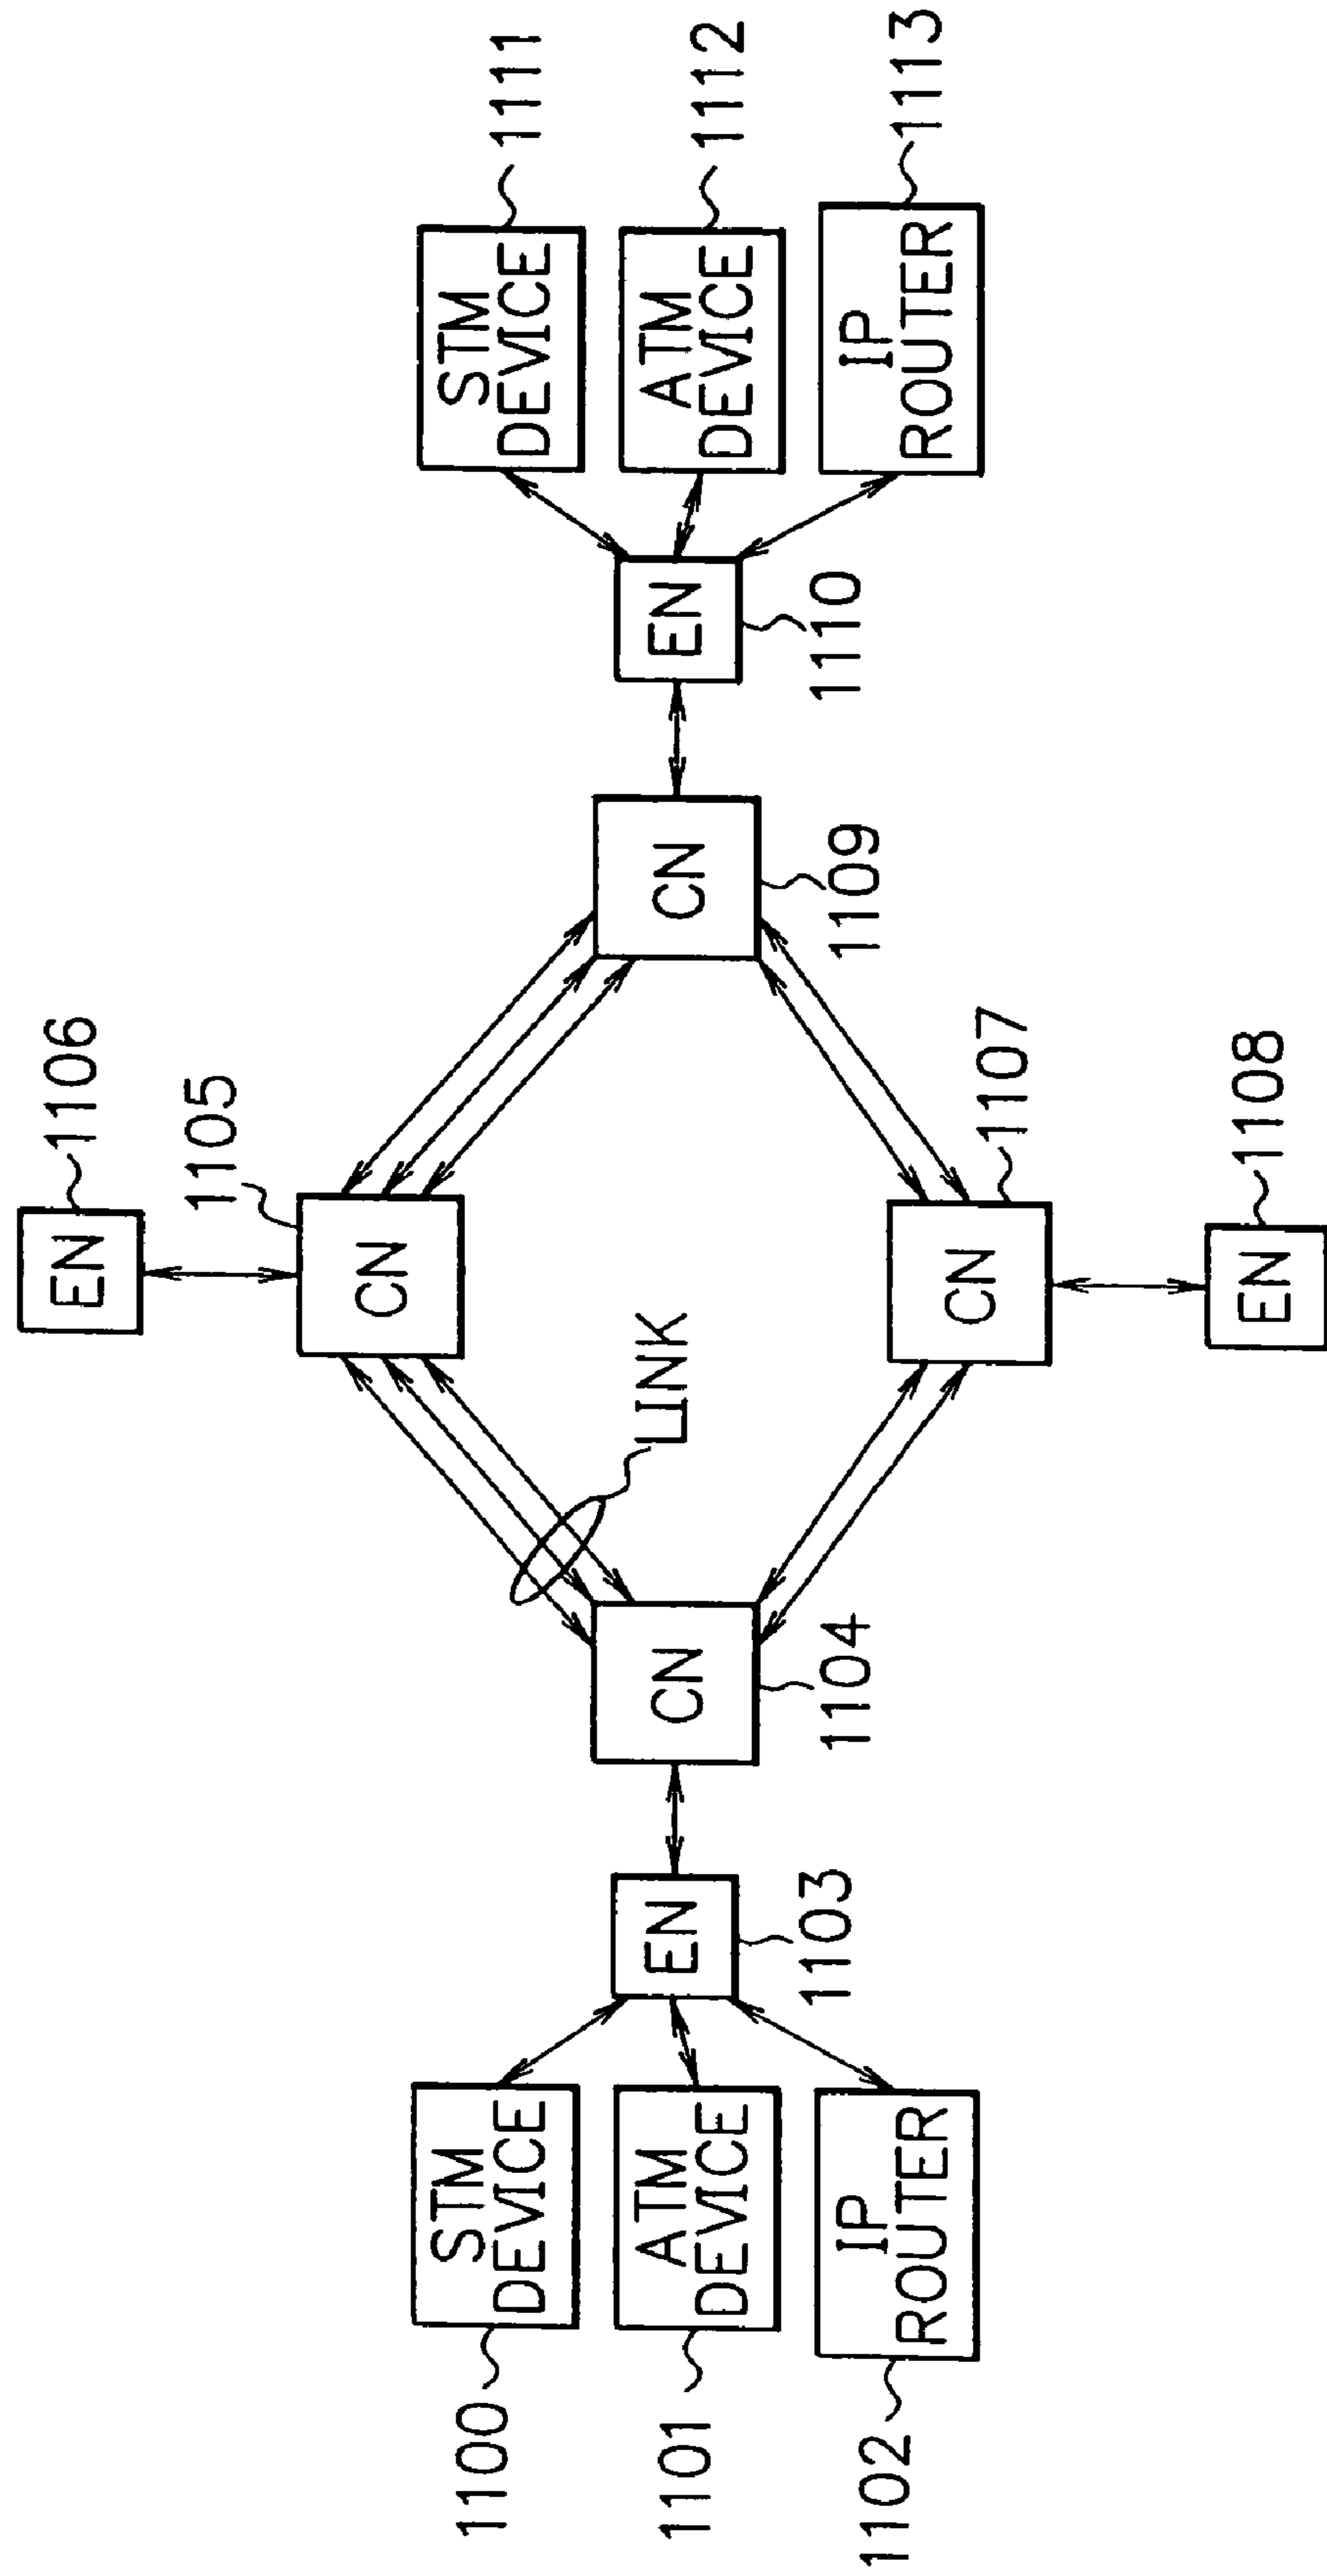 1106
EN
1105
CN
1100
STM
DEVICE
1111
STM
DEVICE
LINK
1101
ATM
DEVICE
EN
1103
CN
1104
CN
1109
EN
1110
1112
ATM
DEVICE
1102
IP
ROUTER
1113
IP
ROUTER
CN
1107
EN
1108